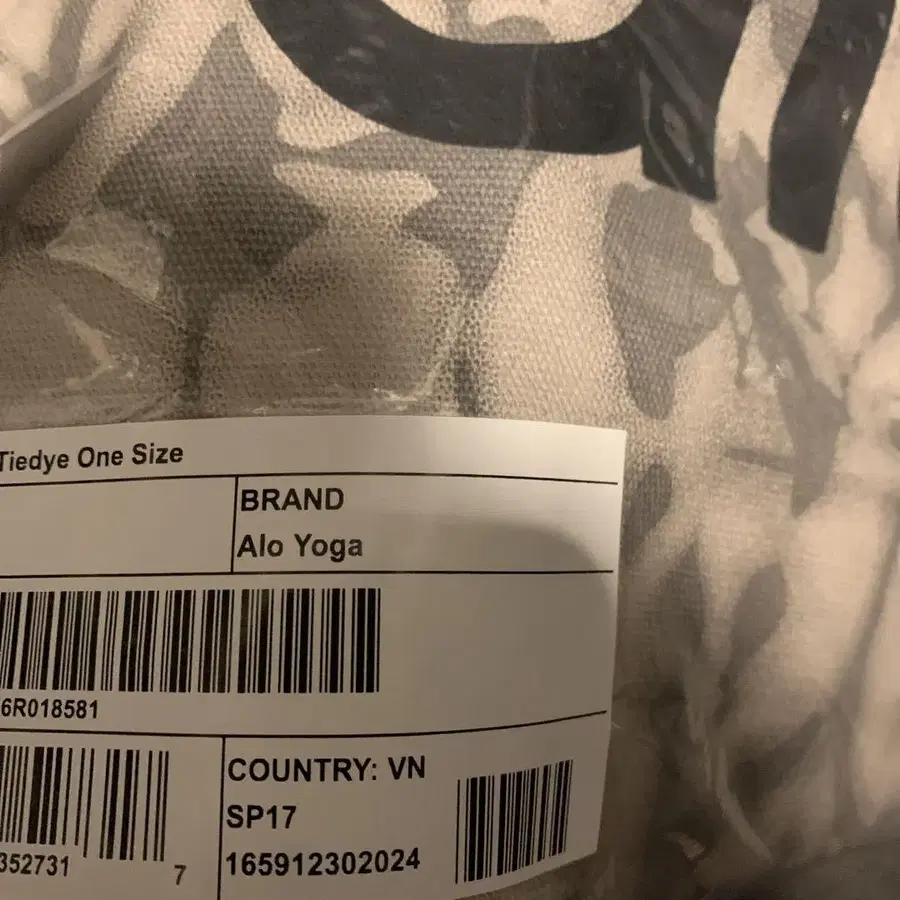 Tiedye One Size
BRAND
Alo Yoga
6R018581
COUNTRY: VN
SP17
352731 7
165912302024